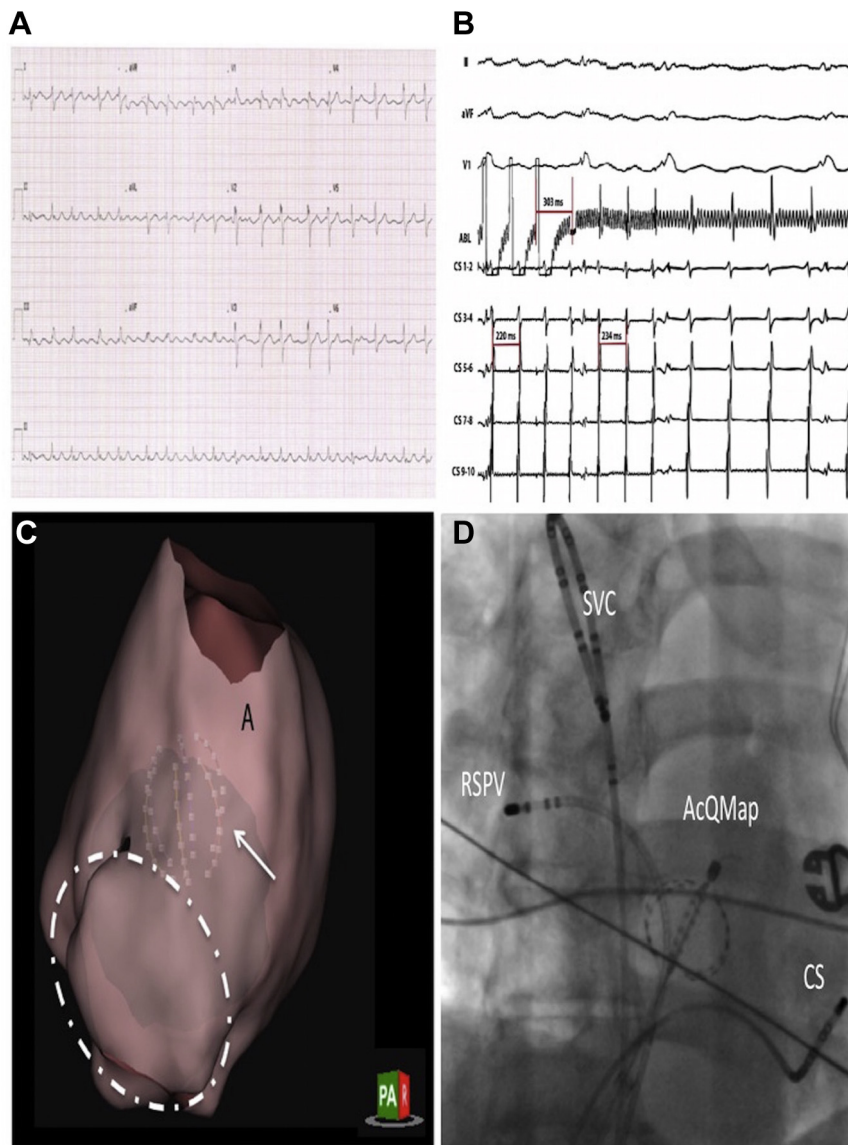 A
I
aVR
V1
V4
II
aVL
V2
V5
III
aVF
V3
V6
II
B
II
aVF
V1
303 ms
ABL
CS 1-2
CS 3-4
220 ms
234 ms
CS 5-6
CS 7-8
CS 9-10
C
A
PA
R
D
SVC
RSPV
AcQMap
CS